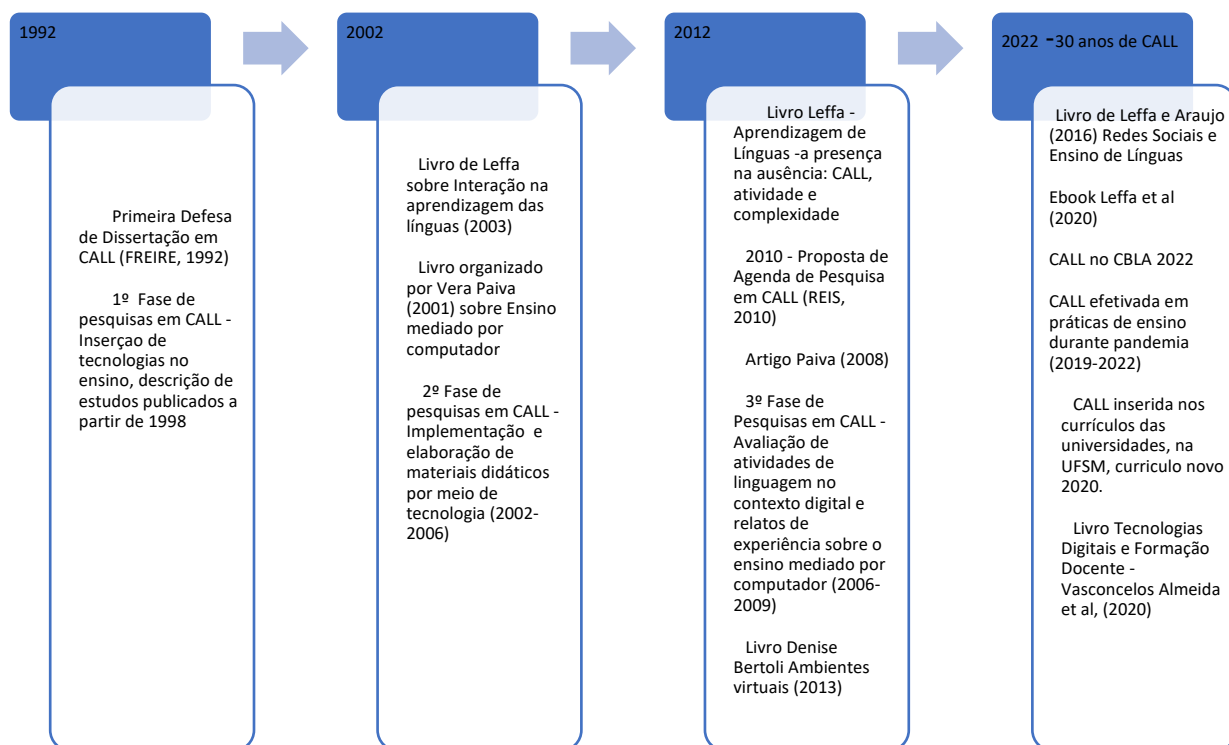 1992
Primeira Defesa
de Dissertação em
CALL (FREIRE, 1992)
1º Fase de
pesquisas em CALL -
Inserçao de
tecnologias no
ensino, descrição de
estudos publicados a
partir de 1998
2002
Livro de Leffa
sobre Interação na
aprendizagem das
línguas (2003)
Livro organizado
por Vera Paiva
(2001) sobre Ensino
mediado por
computador
2º Fase de
pesquisas em CALL -
Implementação e
elaboração de
materiais didáticos
por meio de
tecnologia (2002-
2006)
2012
Livro Leffa -
Aprendizagem de
Línguas -a presença
na ausência: CALL,
atividade e
complexidade
2010 - Proposta de
Agenda de Pesquisa
em CALL (REIS,
2010)
Artigo Paiva (2008)
3º Fase de
Pesquisas em CALL -
Avaliação de
atividades de
linguagem no
contexto digital e
relatos de
experiência sobre o
ensino mediado por
computador (2006-
2009)
Livro Denise
Bertoli Ambientes
virtuais (2013)
2022 -30 anos de CALL
Livro de Leffa e Araujo
(2016) Redes Sociais e
Ensino de Línguas
Ebook Leffa et al
(2020)
CALL no CBLA 2022
CALL efetivada em
práticas de ensino
durante pandemia
(2019-2022)
CALL inserida nos
currículos das
universidades, na
UFSM, curriculo novo
2020.
Livro Tecnologias
Digitais e Formação
Docente -
Vasconcelos Almeida
et al, (2020)